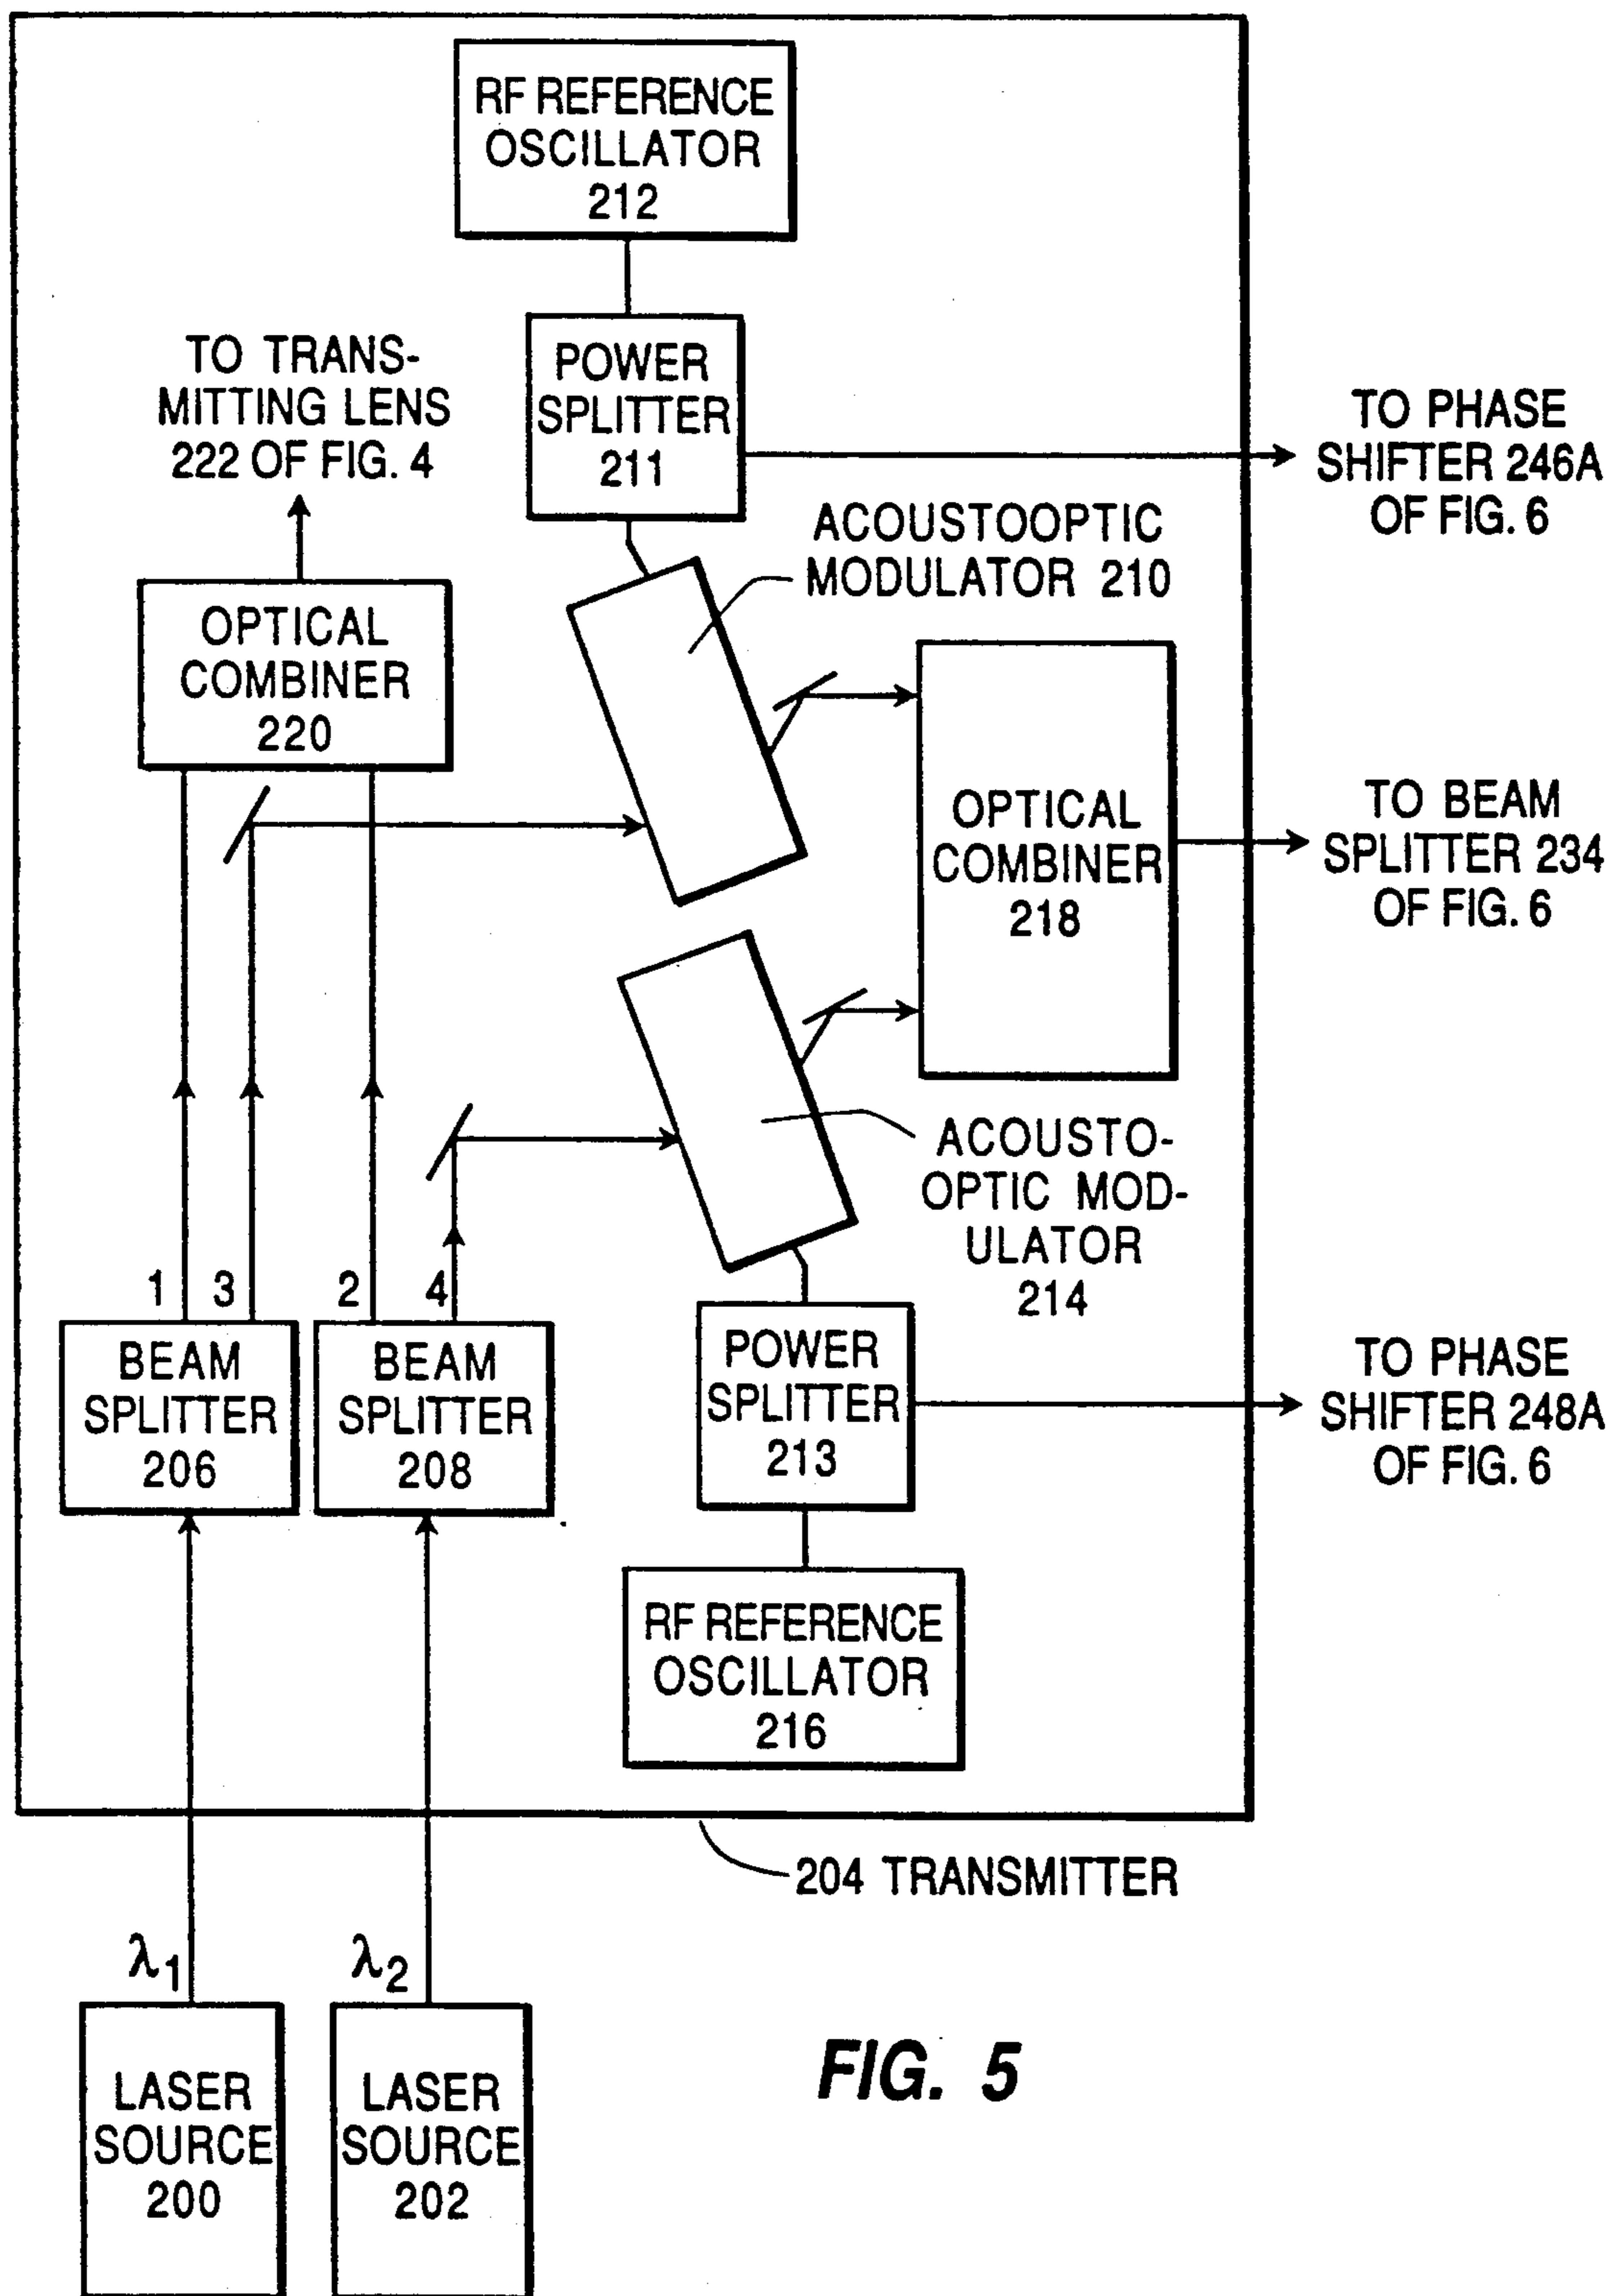 RF REFERENCE
OSCILLATOR
212
TO TRANS-
MITTING LENS
222 OF FIG. 4
POWER
SPLITTER
211
TO PHASE
SHIFTER 246A
OF FIG. 6
ACOUSTOOPTIC
MODULATOR 210
OPTICAL
COMBINER
220
OPTICAL
COMBINER
218
TO BEAM
SPLITTER 234
OF FIG. 6
ACOUSTO-
OPTIC MOD-
ULATOR
214
1 3 2 4
BEAM
SPLITTER
206
BEAM
SPLITTER
208
POWER
SPLITTER
213
TO PHASE
SHIFTER 248A
OF FIG. 6
RF REFERENCE
OSCILLATOR
216
204 TRANSMITTER
λ1 λ2
LASER
SOURCE
200
LASER
SOURCE
202
FIG. 5